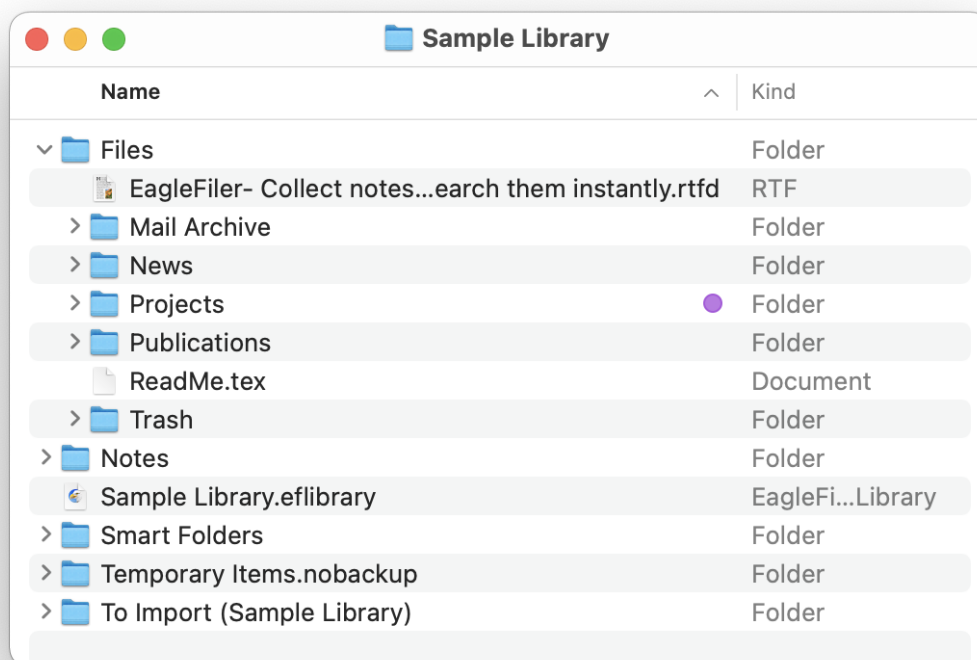 Sample Library
Name Kind
Files Folder
EagleFiler- Collect notes...earch them instantly.rtfd RTF
Mail Archive Folder
News Folder
Projects Folder
Publications Folder
ReadMe.tex Document
Trash Folder
Notes Folder
Sample Library.eflibrary EagleFi...Library
Smart Folders Folder
Temporary Items.nobackup Folder
To Import (Sample Library) Folder